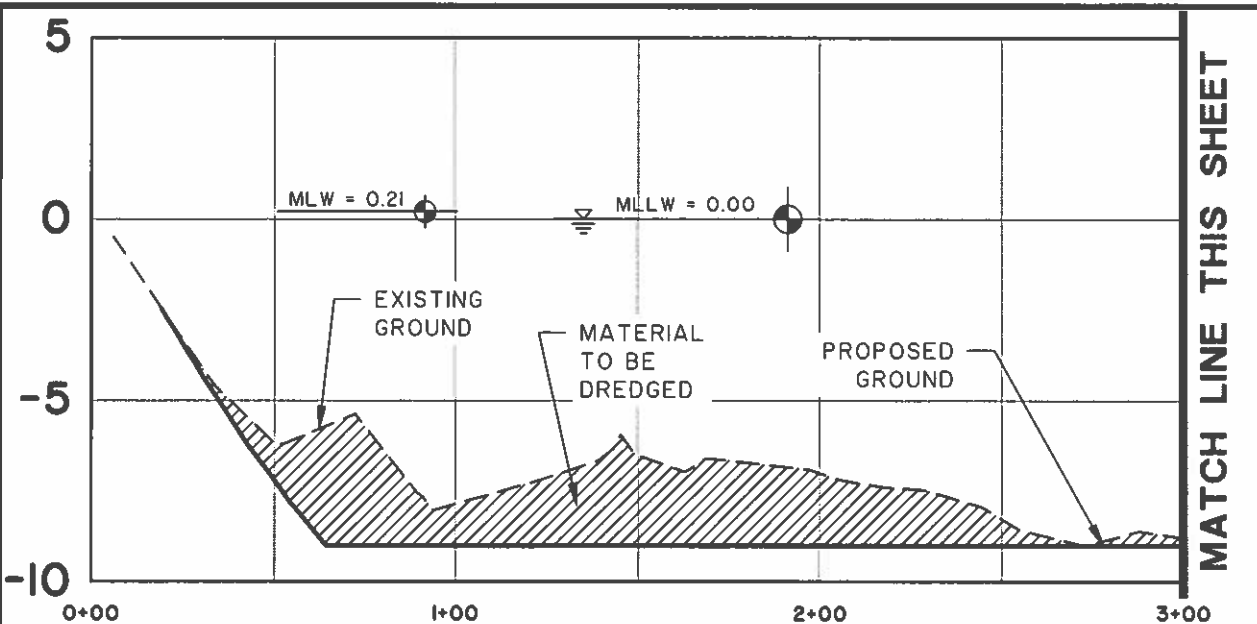 5
0
-5
-10
MLW = 0.21
MLLW = 0.00
EXISTING
GROUND
MATERIAL
TO BE
DREDGED
PROPOSED
GROUND
0+00
1+00
2+00
3+00
MATCH LINE THIS SHEET